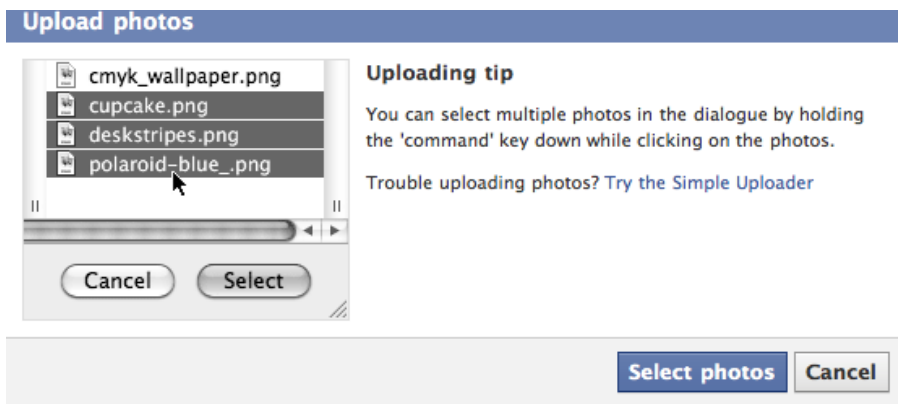 Upload photos
cmyk_wallpaper.png
cupcake.png
deskstripes.png
polaroid-blue_.png
Cancel
Select
Uploading tip
You can select multiple photos in the dialogue by holding
the 'command' key down while clicking on the photos.
Trouble uploading photos? Try the Simple Uploader
Select photos
Cancel